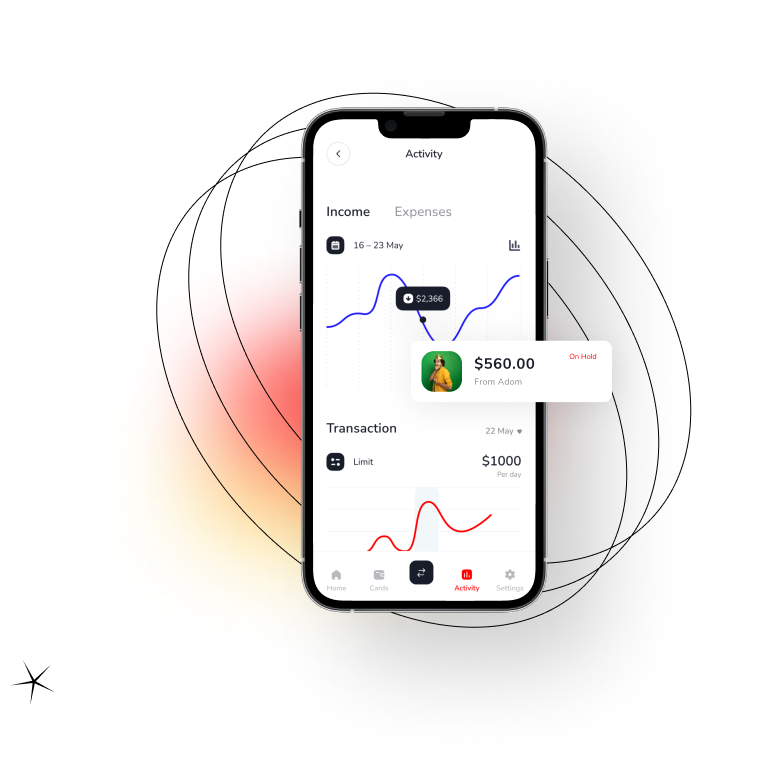 Activity
Income Expenses
16 – 23 May
$2,366
$560.00 On Hold
From Adom
Transaction 22 May
Limit $1000
Per day
Home Cards Activity Settings